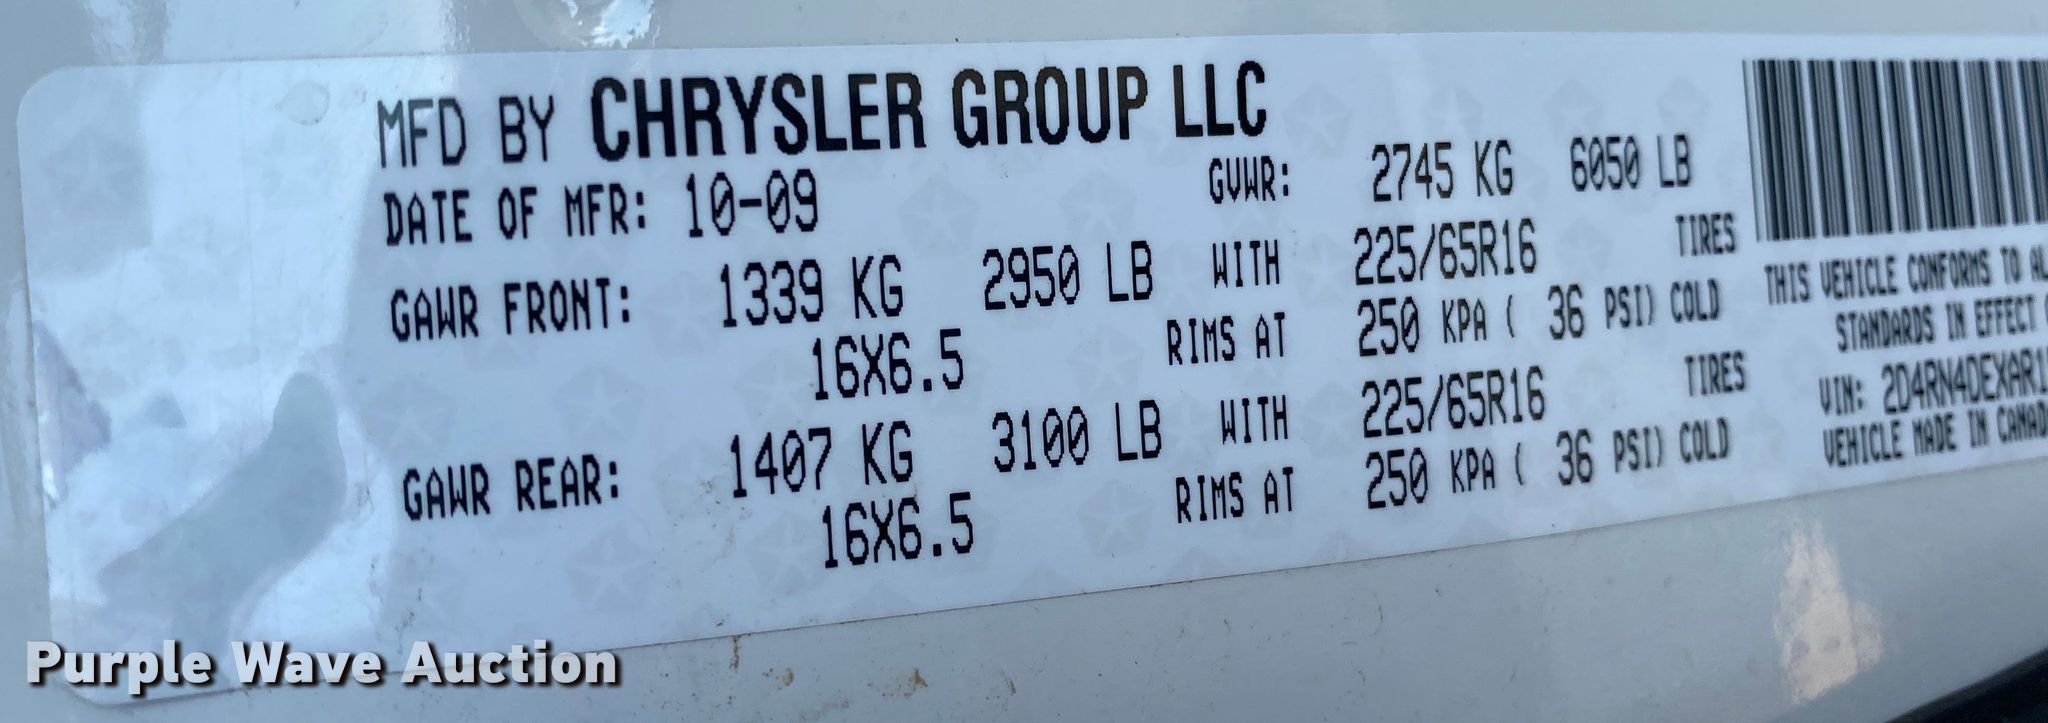 MFD BY CHRYSLER GROUP LLC
DATE OF MFR: 10-09 GVWR: 2745 KG 6050 LB
GAWR FRONT: 1339 KG 2950 LB WITH 225/65R16 TIRES
16X6.5 RIMS AT 250 KPA ( 36 PSI) COLD
GAWR REAR: 1407 KG 3100 LB WITH 225/65R16 TIRES
16X6.5 RIMS AT 250 KPA ( 36 PSI) COLD
THIS VEHICLE CONFORMS TO
STANDARDS IN EFFECT
VIN: 2D4RN4DEXAR1
VEHICLE MADE IN CANAD
Purple Wave Auction